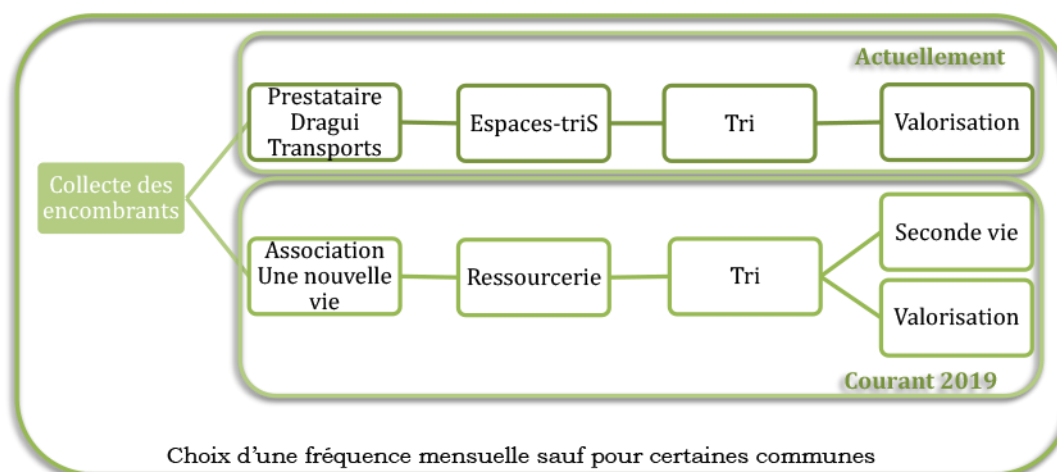 Actuellement
Prestataire
Dragui
Transports
Espaces-triS
Tri
Valorisation
Collecte des
encombrants
Association
Une nouvelle
vie
Ressourcerie
Tri
Seconde vie
Valorisation
Courant 2019
Choix d'une fréquence mensuelle sauf pour certaines communes